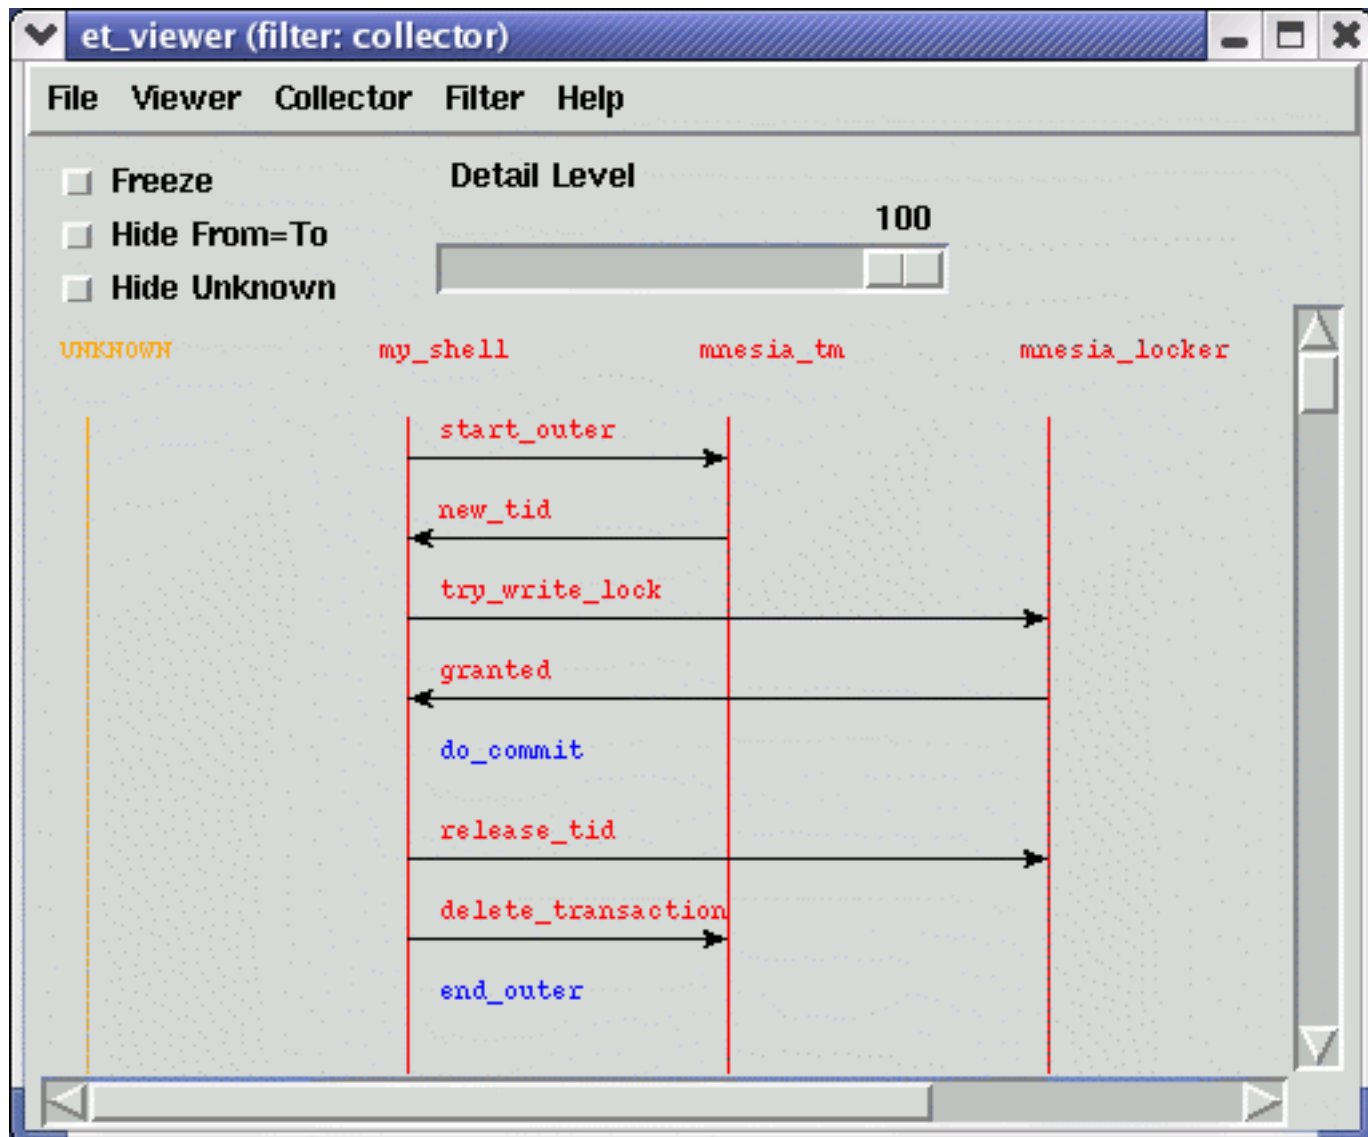 et_viewer (filter: collector)
File Viewer Collector Filter Help
Freeze
Detail Level
100
Hide From=To
Hide Unknown
UNKNOWN my_shell mnesia_tm mnesia_locker
start_outer
new_tid
try_write_lock
granted
do_commit
release_tid
delete_transaction
end_outer